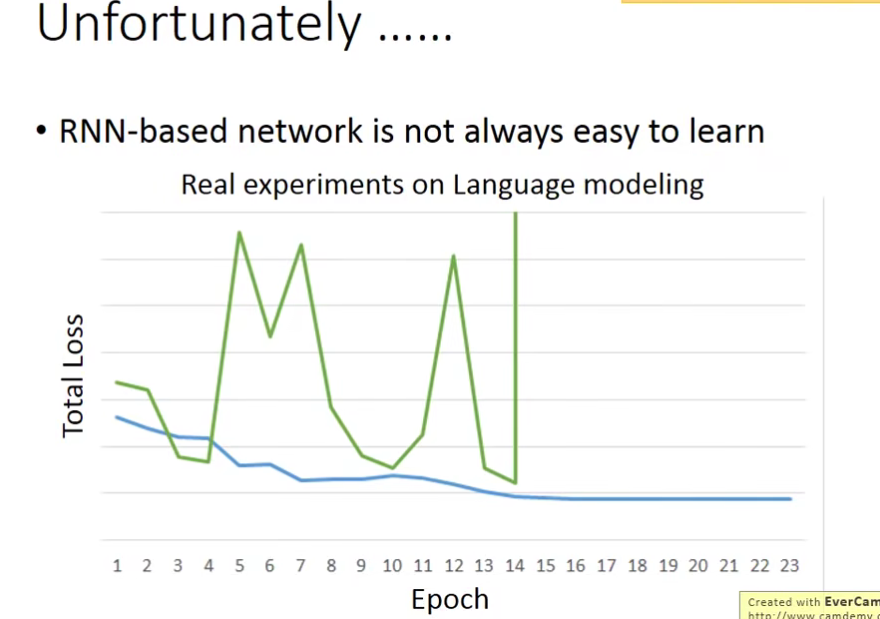 Unfortunately ......
• RNN-based network is not always easy to learn
Real experiments on Language modeling
Total Loss
1 2 3 4 5 6 7 8 9 10 11 12 13 14 15 16 17 18 19 20 21 22 23
Epoch
Created with EverCam
http://www.camdemy.